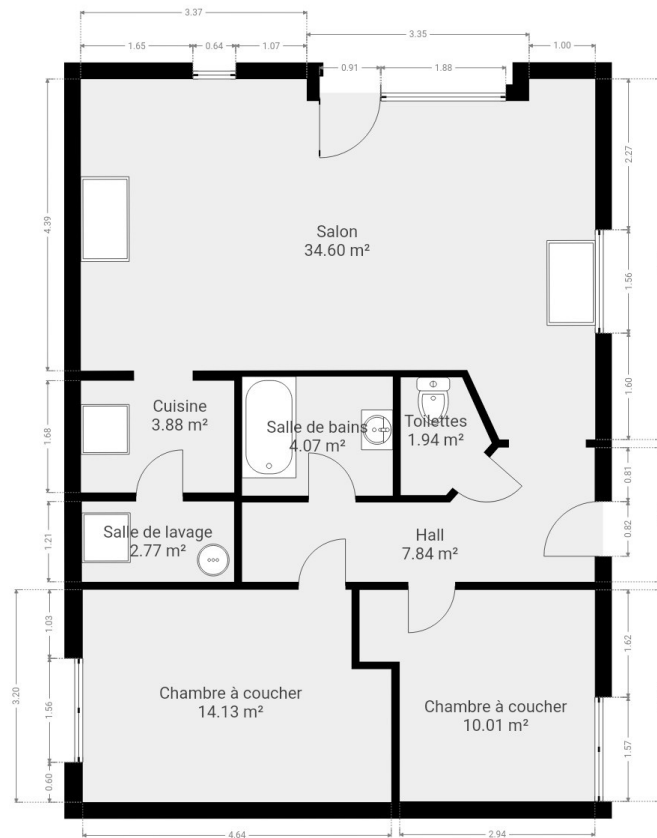 3.37
3.35
1.65
0.64
1.07
1.00
0.91
1.88
4.39
2.27
Salon
34.60 m²
1.56
1.60
Cuisine
3.88 m²
Salle de bains
4.07 m²
Toilettes
1.94 m²
1.68
0.81
0.82
Salle de lavage
2.77 m²
Hall
7.84 m²
1.21
1.03
3.20
1.56
0.60
Chambre à coucher
14.13 m²
Chambre à coucher
10.01 m²
1.62
1.57
4.64
2.94